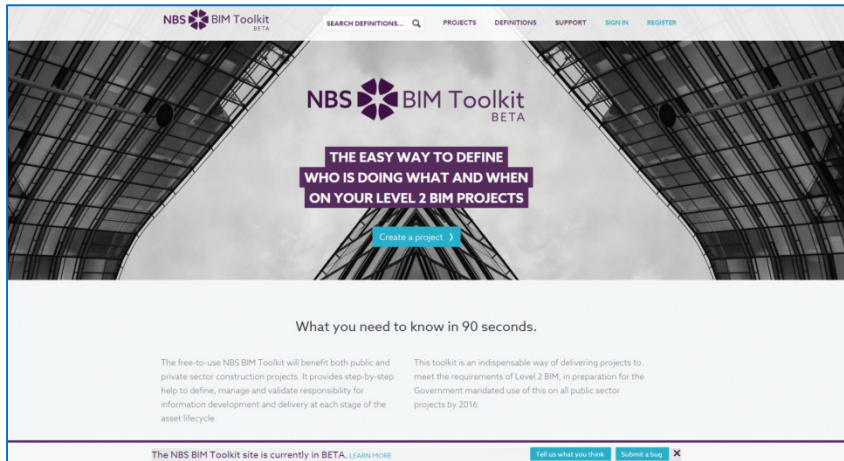 NBS BIM Toolkit
BETA
SEARCH DEFINITIONS...
PROJECTS
DEFINITIONS
SUPPORT
SIGN IN
REGISTER
NBS BIM Toolkit
BETA
THE EASY WAY TO DEFINE
WHO IS DOING WHAT AND WHEN
ON YOUR LEVEL 2 BIM PROJECTS
Create a project
What you need to know in 90 seconds.
The free-to-use NBS BIM Toolkit will benefit both public and
private sector construction projects. It provides step-by-step
help to define, manage and validate responsibility for
information development and delivery at each stage of the
asset lifecycle.
This toolkit is an indispensable way of delivering projects to
meet the requirements of Level 2 BIM, in preparation for the
Government mandated use of this on all public sector
projects by 2016.
The NBS BIM Toolkit site is currently in BETA. LEARN MORE
Tell us what you think
Submit a bug
X